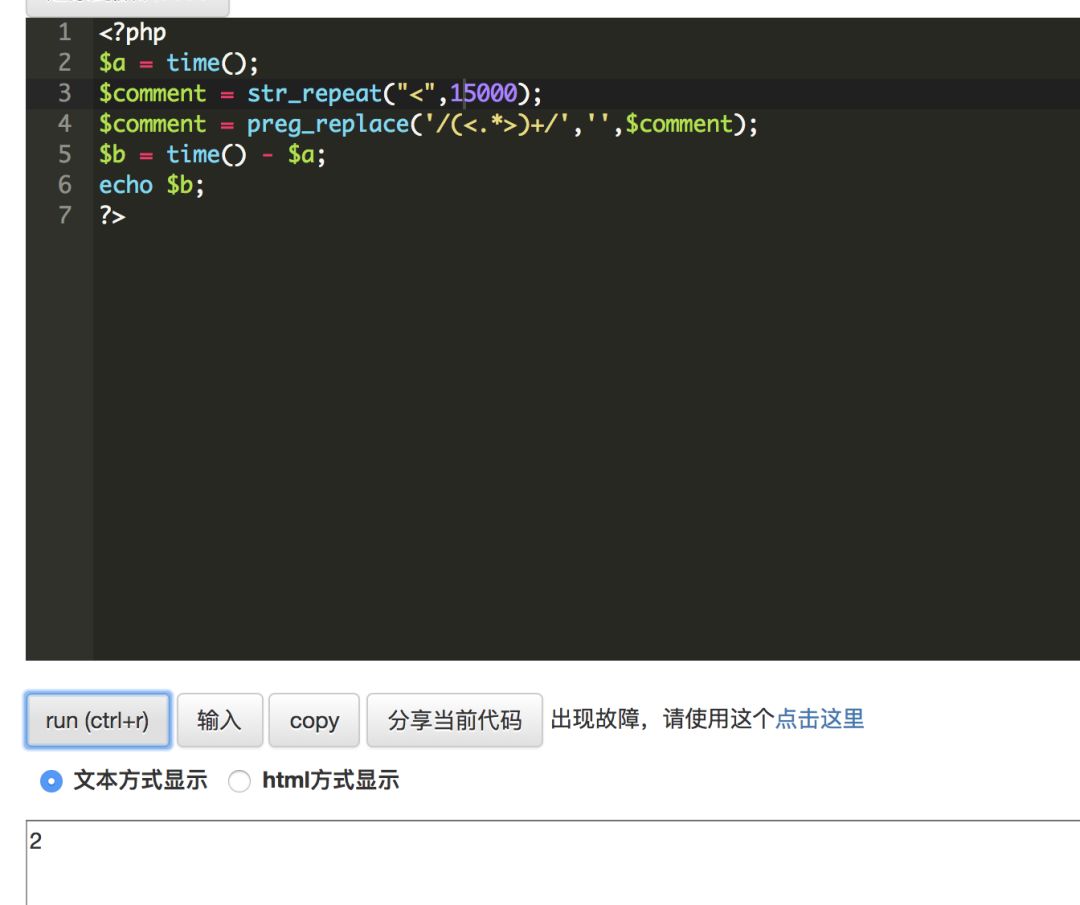 1 <?php
2 $a = time();
3 $comment = str_repeat("<",15000);
4 $comment = preg_replace('/(<.*>)+/','',$comment);
5 $b = time() - $a;
6 echo $b;
7 ?>
run (ctrl+r) 输入 copy 分享当前代码 出现故障，请使用这个点击这里
文本方式显示 html方式显示
2